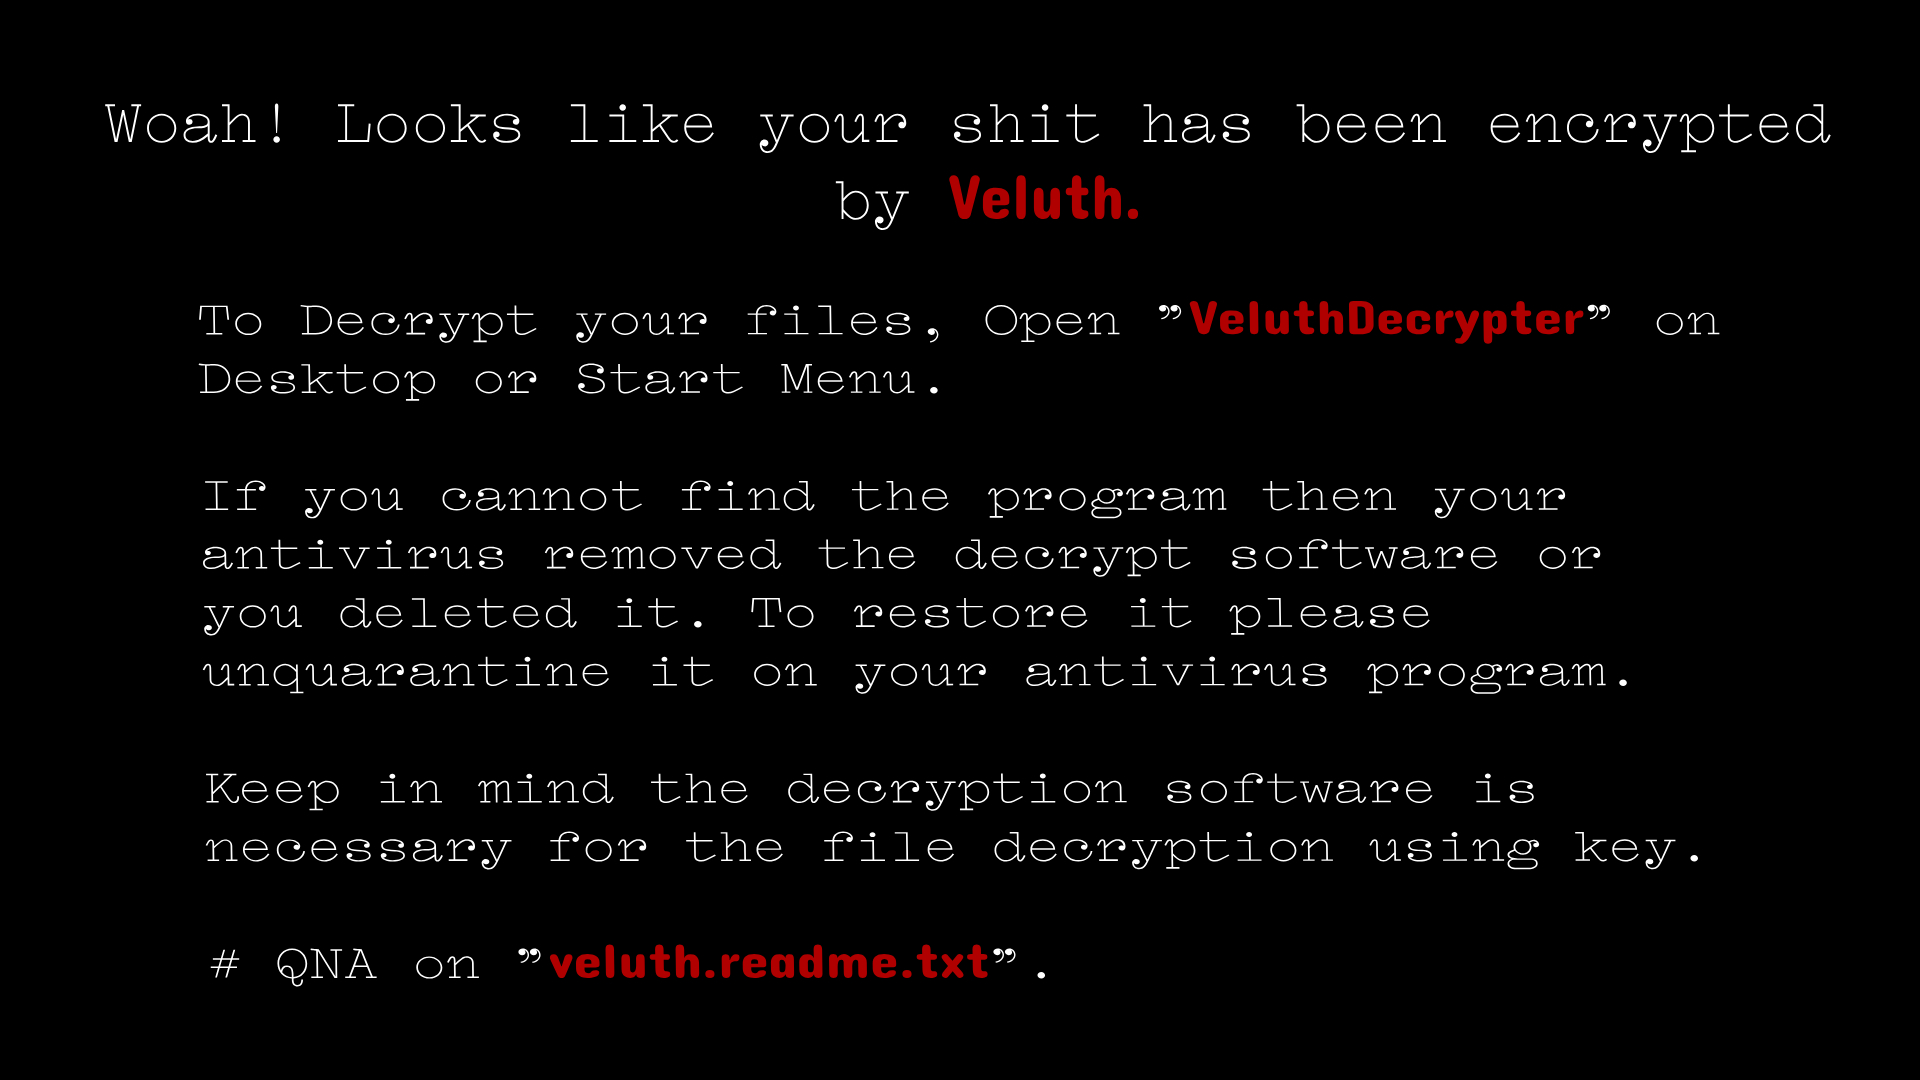 Woah! Looks like your shit has been encrypted
by Veluth.
To Decrypt your files, Open ”VeluthDecrypter” on
Desktop or Start Menu.
If you cannot find the program then your
antivirus removed the decrypt software or
you deleted it. To restore it please
unquarantine it on your antivirus program.
Keep in mind the decryption software is
necessary for the file decryption using key.
# QNA on ”veluth.readme.txt”.